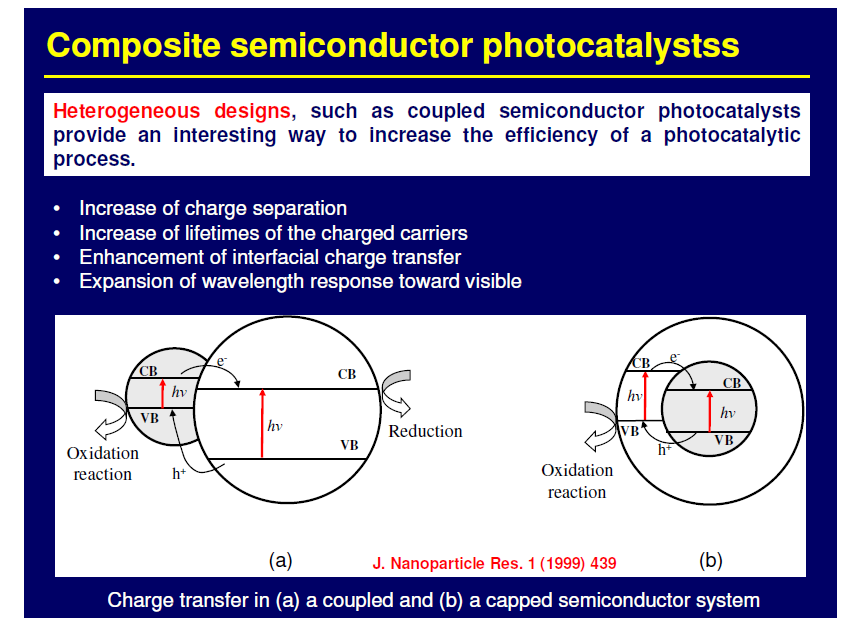 Composite semiconductor photocatalystss
Heterogeneous designs, such as coupled semiconductor photocatalysts
provide an interesting way to increase the efficiency of a photocatalytic
process.
• Increase of charge separation
• Increase of lifetimes of the charged carriers
• Enhancement of interfacial charge transfer
• Expansion of wavelength response toward visible
CB
hν
VB
e-
CB
hν
VB
h+
Oxidation
reaction
Reduction
(a)
CB
e-
CB
hν
hν
VB
VB
h+
Oxidation
reaction
(b)
J. Nanoparticle Res. 1 (1999) 439
Charge transfer in (a) a coupled and (b) a capped semiconductor system